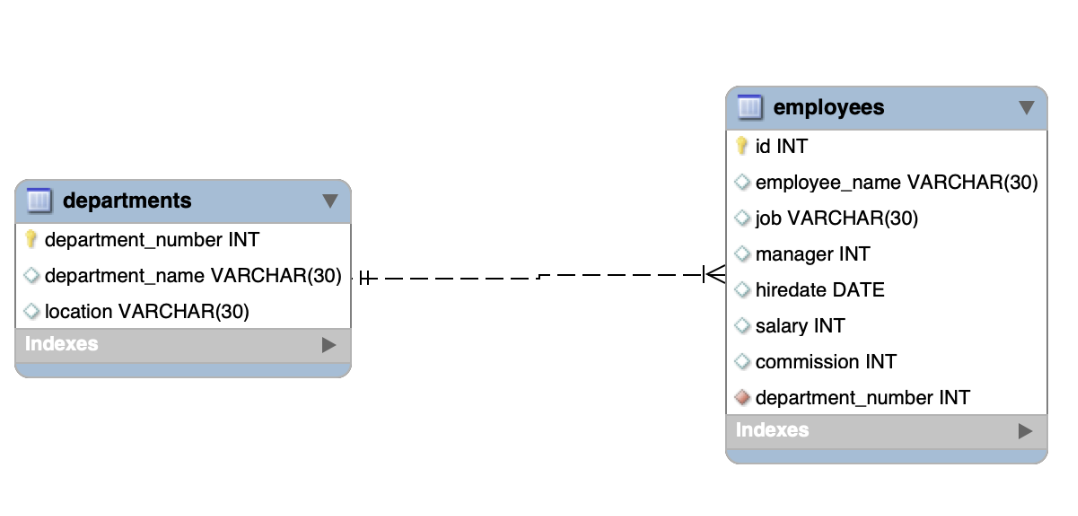 departments
department_number INT
department_name VARCHAR(30)
location VARCHAR(30)
Indexes
employees
id INT
employee_name VARCHAR(30)
job VARCHAR(30)
manager INT
hiredate DATE
salary INT
commission INT
department_number INT
Indexes